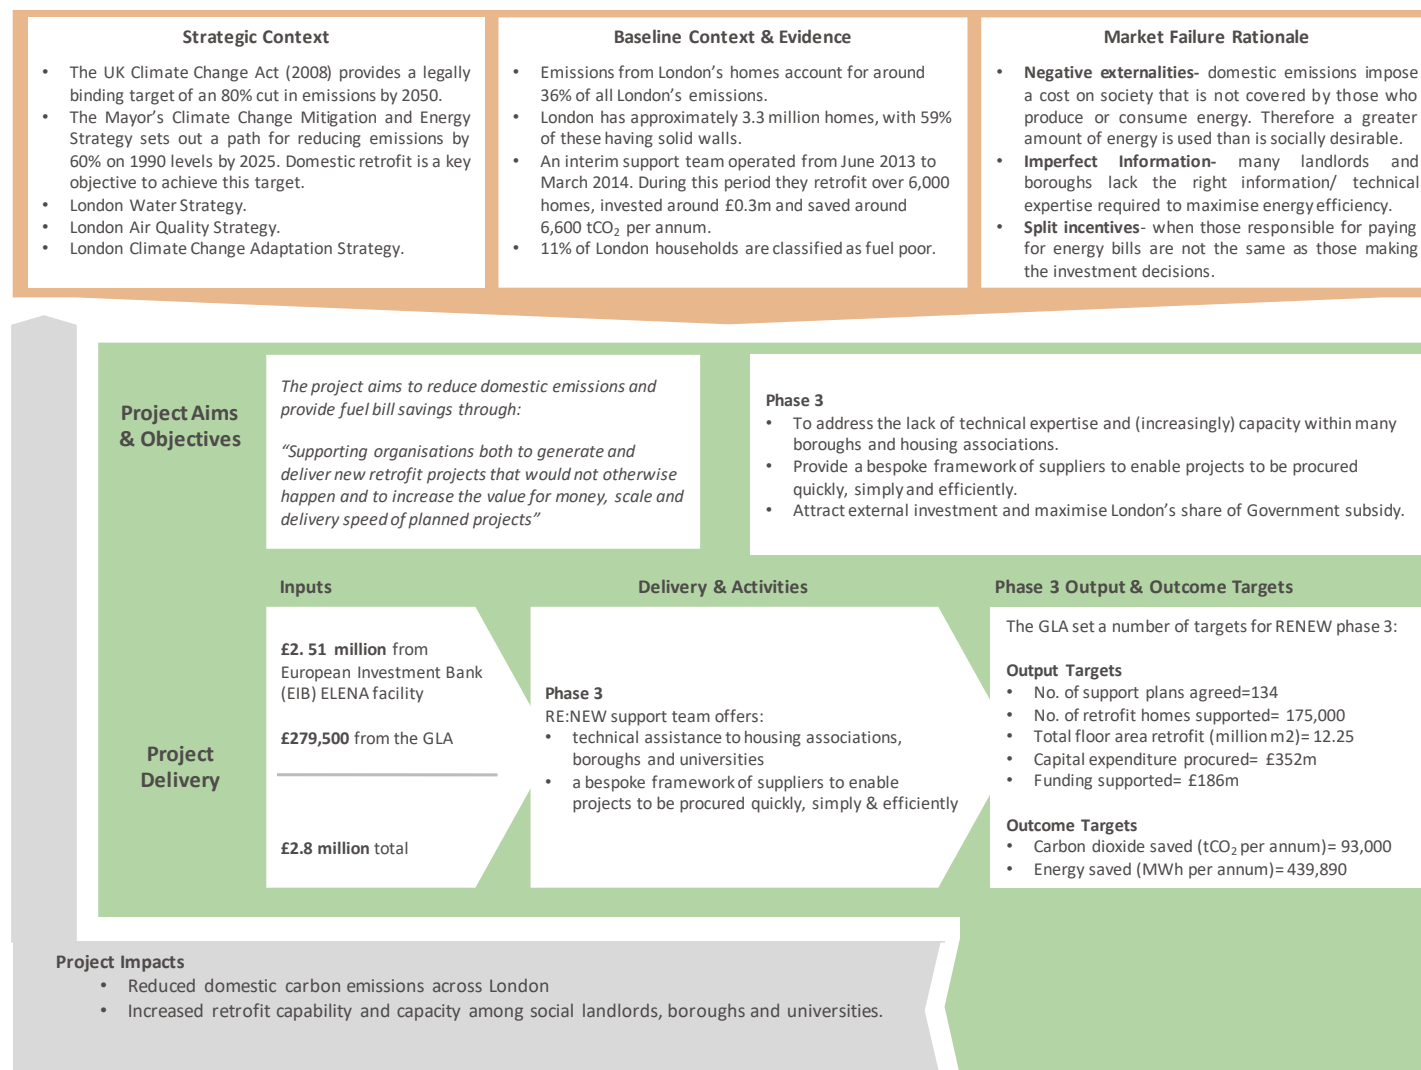 Strategic Context
• The UK Climate Change Act (2008) provides a legally
binding target of an 80% cut in emissions by 2050.
• The Mayor's Climate Change Mitigation and Energy
Strategy sets out a path for reducing emissions by
60% on 1990 levels by 2025. Domestic retrofit is a key
objective to achieve this target.
• London Water Strategy.
• London Air Quality Strategy.
• London Climate Change Adaptation Strategy.
Baseline Context & Evidence
• Emissions from London's homes account for around
36% of all London's emissions.
• London has approximately 3.3 million homes, with 59%
of these having solid walls.
• An interim support team operated from June 2013 to
March 2014. During this period they retrofit over 6,000
homes, invested around £0.3m and saved around
6,600 tCO₂ per annum.
• 11% of London households are classified as fuel poor.
Market Failure Rationale
• Negative externalities- domestic emissions impose
a cost on society that is not covered by those who
produce or consume energy. Therefore a greater
amount of energy is used than is socially desirable.
• Imperfect Information- many landlords and
boroughs lack the right information/ technical
expertise required to maximise energy efficiency.
• Split incentives- when those responsible for paying
for energy bills are not the same as those making
the investment decisions.
Project Aims
& Objectives
The project aims to reduce domestic emissions and
provide fuel bill savings through:
“Supporting organisations both to generate and
deliver new retrofit projects that would not otherwise
happen and to increase the value for money, scale and
delivery speed of planned projects”
Phase 3
• To address the lack of technical expertise and (increasingly) capacity within many
boroughs and housing associations.
• Provide a bespoke framework of suppliers to enable projects to be procured
quickly, simply and efficiently.
• Attract external investment and maximise London's share of Government subsidy.
Project
Delivery
Inputs
£2. 51 million from
European Investment Bank
(EIB) ELENA facility
£279,500 from the GLA
£2.8 million total
Delivery & Activities
Phase 3
RE:NEW support team offers:
• technical assistance to housing associations,
boroughs and universities
• a bespoke framework of suppliers to enable
projects to be procured quickly, simply & efficiently
Phase 3 Output & Outcome Targets
The GLA set a number of targets for RENEW phase 3:
Output Targets
• No. of support plans agreed=134
• No. of retrofit homes supported= 175,000
• Total floor area retrofit (million m2)= 12.25
• Capital expenditure procured= £352m
• Funding supported= £186m
Outcome Targets
• Carbon dioxide saved (tCO₂ per annum)= 93,000
• Energy saved (MWh per annum)= 439,890
Project Impacts
• Reduced domestic carbon emissions across London
• Increased retrofit capability and capacity among social landlords, boroughs and universities.